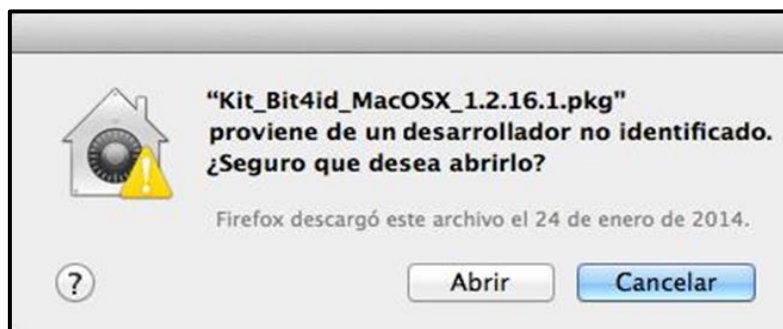 “Kit_Bit4id_MacOSX_1.2.16.1.pkg”
proviene de un desarrollador no identificado.
¿Seguro que desea abrirlo?
Firefox descargó este archivo el 24 de enero de 2014.
?
Abrir
Cancelar